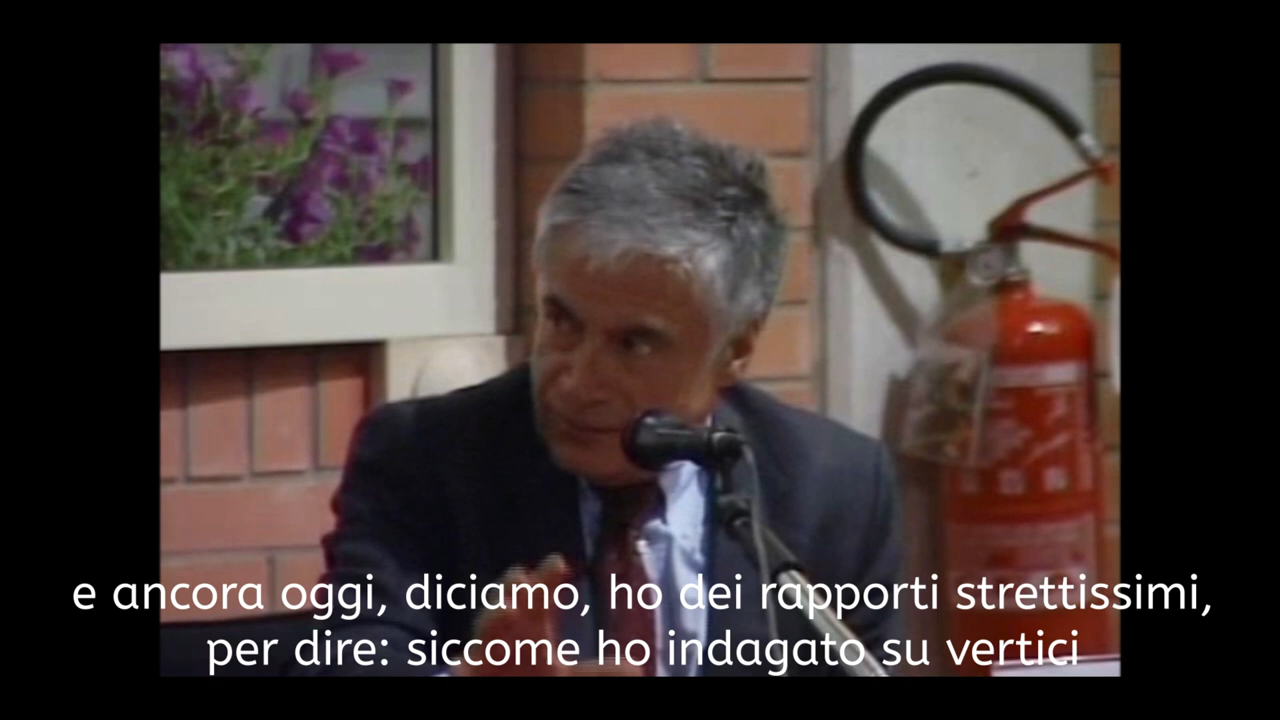 e ancora oggi, diciamo, ho dei rapporti strettissimi,
per dire: siccome ho indagato su vertici